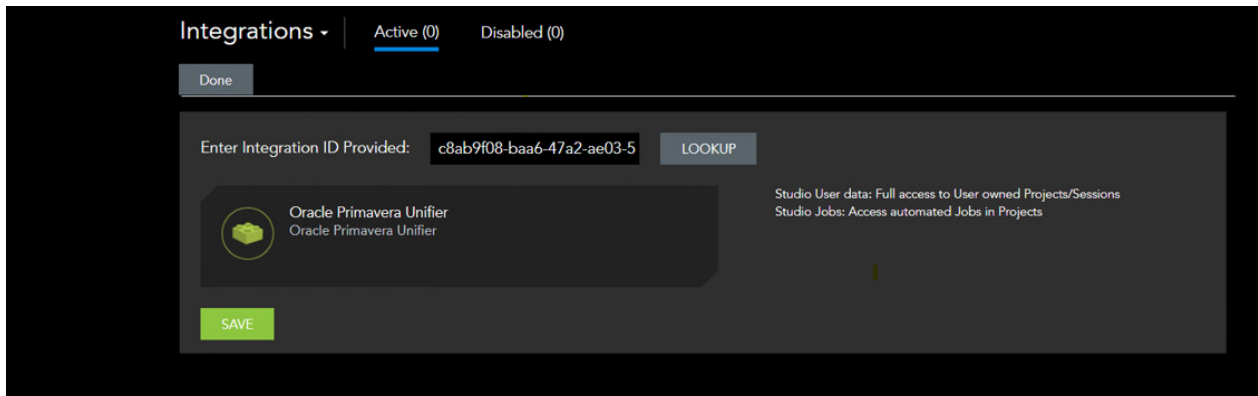 Integrations
Active (0)
Disabled (0)
Done
Enter Integration ID Provided:
c8ab9f08-baa6-47a2-ae03-5
LOOKUP
Oracle Primavera Unifier
Oracle Primavera Unifier
Studio User data: Full access to User owned Projects/Sessions
Studio Jobs: Access automated Jobs in Projects
SAVE